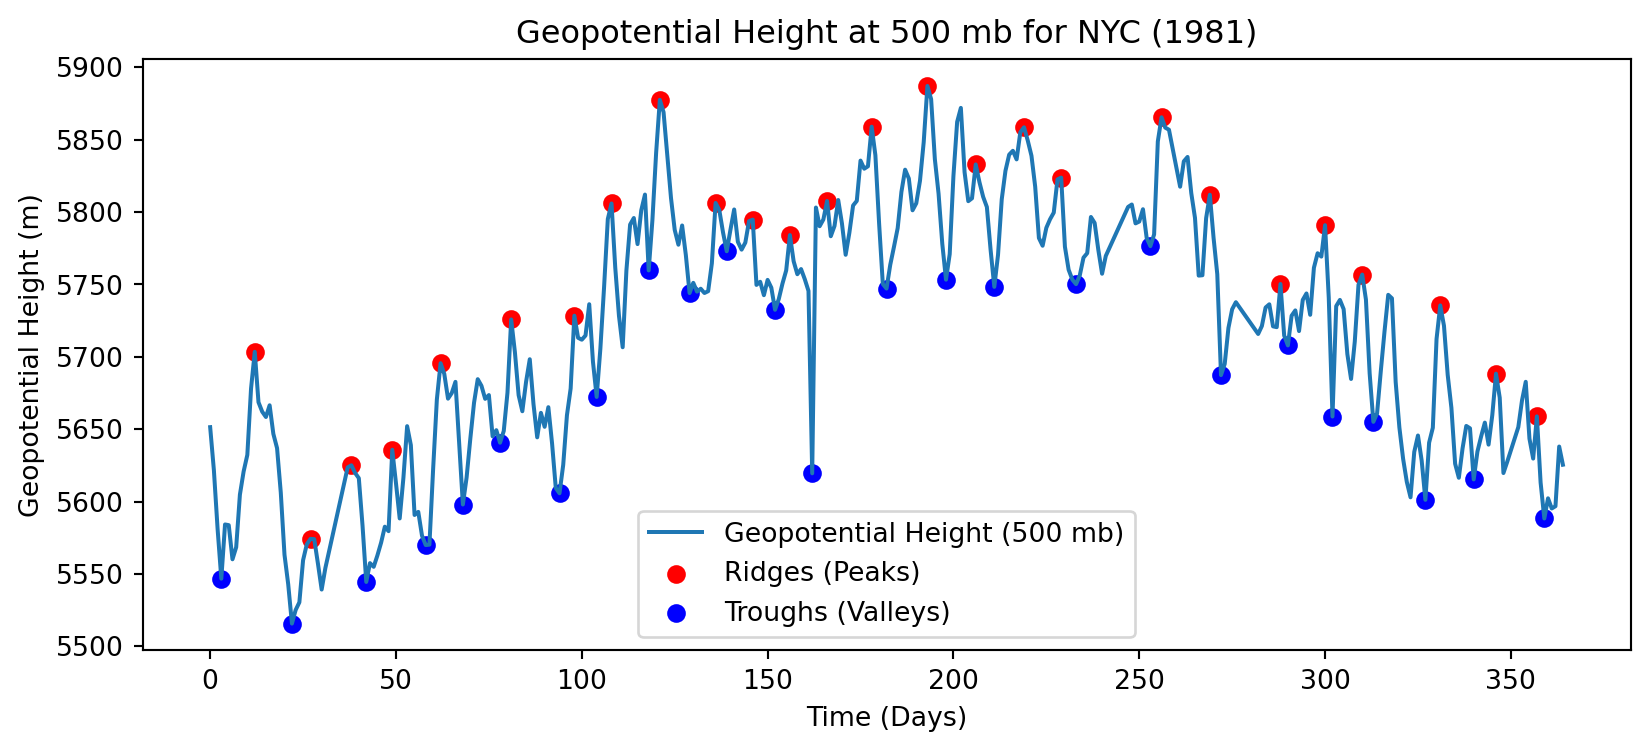 Geopotential Height at 500 mb for NYC (1981)
Geopotential Height (m)
5900
5850
5800
5750
5700
5650
5600
5550
5500
Geopotential Height (500 mb)
Ridges (Peaks)
Troughs (Valleys)
0 50 100 150 200 250 300 350
Time (Days)